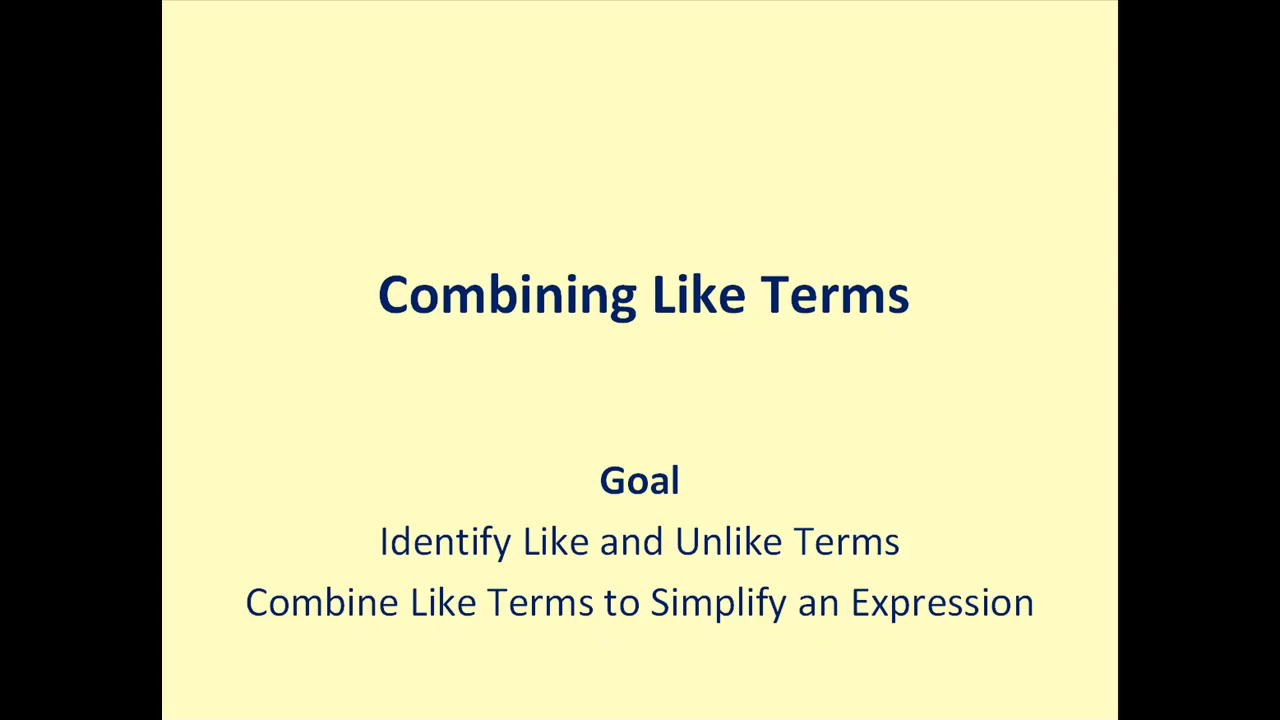 Combining Like Terms
Goal
Identify Like and Unlike Terms
Combine Like Terms to Simplify an Expression